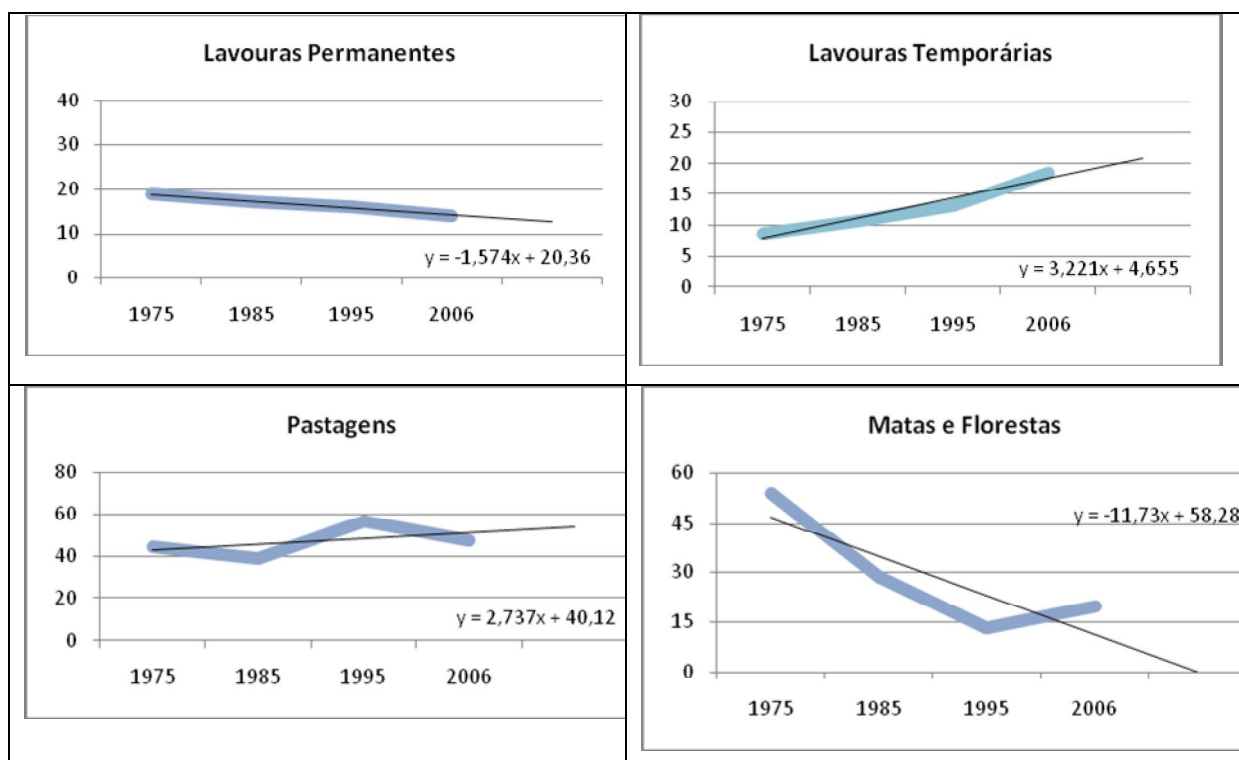 Lavouras Permanentes
40
30
20
10
0
y = -1,574x + 20,36
1975 1985 1995 2006
Lavouras Temporárias
30
25
20
15
10
5
0
y = 3,221x + 4,655
1975 1985 1995 2006
Pastagens
80
60
40
20
0
y = 2,737x + 40,12
1975 1985 1995 2006
Matas e Florestas
60
45
30
15
0
y = -11,73x + 58,28
1975 1985 1995 2006